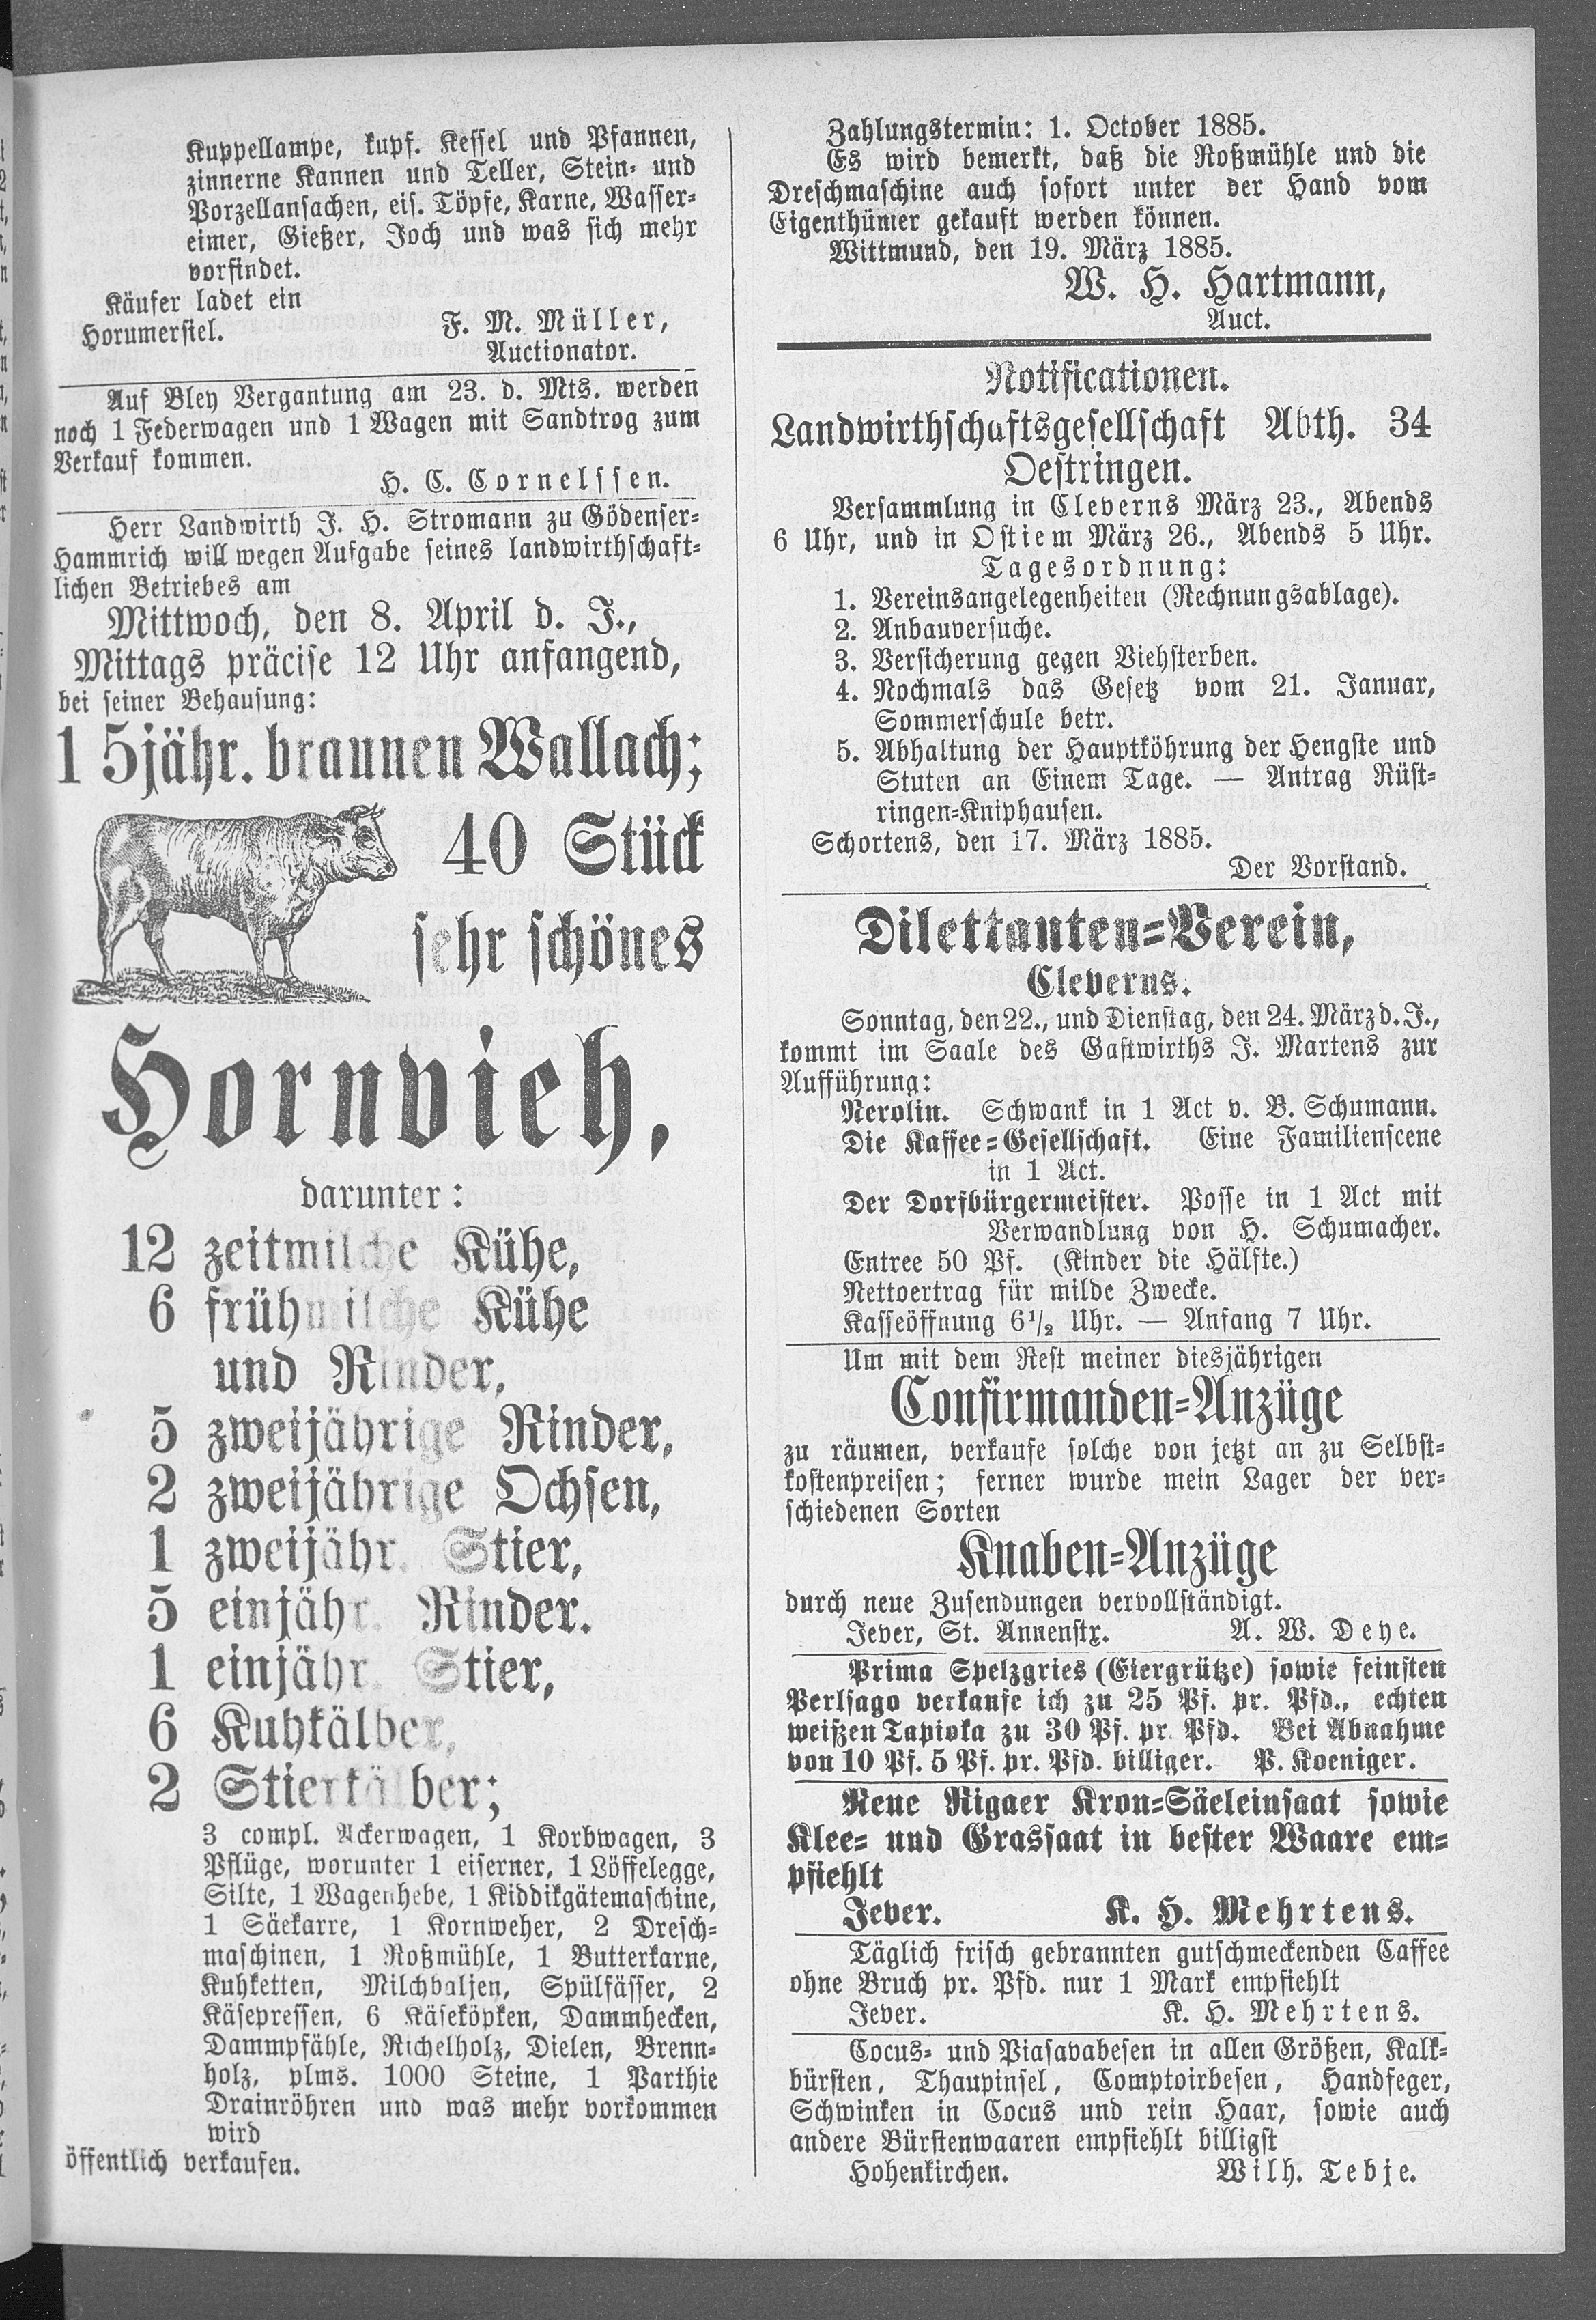 Kuppellampe, kupf. Kessel und Pfannen,
zinnerne Kannen und Teller, Stein- und
Porzellansachen, eis. Töpfe, Karne, Wasser-
eimer, Gießer, Joch und was sich mehr
vorfindet.
Käufer ladet ein
Horumersiel. F. M. Müller,
Auctionator.
Auf Bley Vergantung am 23. d. Mts. werden
noch 1 Federwagen und 1 Wagen mit Sandtrog zum
Verkauf kommen.
H. C. Cornelssen.
Herr Landwirth J. H. Stromann zu Gödenser-
Hammrich will wegen Aufgabe seines landwirthschaft-
lichen Betriebes am
Mittwoch, den 8. April d. J.,
Mittags präcise 12 Uhr anfangend,
bei seiner Behausung:
1 5jähr. braunen Wallach;
40 Stück
sehr schönes
Hornvieh,
darunter:
12 zeitmilche Kühe,
6 frühmilche Kühe
und Rinder,
5 zweijährige Rinder,
2 zweijährige Ochsen,
1 zweijähr. Stier,
5 einjähr. Rinder.
1 einjähr. Stier,
6 Kuhkälber,
2 Stierkälber;
3 compl. Ackerwagen, 1 Korbwagen, 3
Pflüge, worunter 1 eiserner, 1 Löffelegge,
Silte, 1 Wagenhebe, 1 Kiddikgätemaschine,
1 Säekarre, 1 Kornweher, 2 Dresch-
maschinen, 1 Roßmühle, 1 Butterkarne,
Kuhketten, Milchbaljen, Spülfässer, 2
Käsepressen, 6 Käseköpken, Dammhecken,
Dammpfähle, Richelholz, Dielen, Brenn-
holz, plms. 1000 Steine, 1 Parthie
Drainröhren und was mehr vorkommen
wird
öffentlich verkaufen.
Zahlungstermin: 1. October 1885.
Es wird bemerkt, daß die Roßmühle und die
Dreschmaschine auch sofort unter der Hand vom
Eigenthümer gekauft werden können.
Wittmund, den 19. März 1885.
W. H. Hartmann,
Auct.
Notificationen.
Landwirthschaftsgesellschaft Abth. 34
Oestringen.
Versammlung in Cleverns März 23., Abends
6 Uhr, und in Ostiem März 26., Abends 5 Uhr.
Tagesordnung:
1. Vereinsangelegenheiten (Rechnungsablage).
2. Anbauversuche.
3. Versicherung gegen Viehsterben.
4. Nochmals das Gesetz vom 21. Januar,
Sommerschule betr.
5. Abhaltung der Hauptköhrung der Hengste und
Stuten an Einem Tage. — Antrag Rüst-
ringen-Kniphausen.
Schortens, den 17. März 1885.
Der Vorstand.
Dilettanten-Verein,
Cleverns.
Sonntag, den 22., und Dienstag, den 24. März d. J.,
kommt im Saale des Gastwirths J. Martens zur
Aufführung:
Nerolin. Schwank in 1 Act v. B. Schumann.
Die Kaffee-Gesellschaft. Eine Familienscene
in 1 Act.
Der Dorfbürgermeister. Posse in 1 Act mit
Verwandlung von H. Schumacher.
Entree 50 Pf. (Kinder die Hälfte.)
Nettoertrag für milde Zwecke.
Kasseöffnung 6½ Uhr. — Anfang 7 Uhr.
Um mit dem Rest meiner diesjährigen
Confirmanden-Anzüge
zu räumen, verkaufe solche von jetzt an zu Selbst-
kostenpreisen; ferner wurde mein Lager der ver-
schiedenen Sorten
Knaben-Anzüge
durch neue Zusendungen vervollständigt.
Jever, St. Annenstr. A. W. Deye.
Prima Spelzgries (Eiergrütze) sowie feinsten
Perlsago verkaufe ich zu 25 Pf. pr. Pfd., echten
weißen Tapioka zu 30 Pf. pr. Pfd. Bei Abnahme
von 10 Pf. 5 Pf. pr. Pfd. billiger. P. Koeniger.
Neue Rigaer Kron-Säeleinsaat sowie
Klee- und Grassaat in bester Waare em-
pfiehlt
Jever. K. H. Mehrtens.
Täglich frisch gebrannten gutschmeckenden Caffee
ohne Bruch pr. Pfd. nur 1 Mark empfiehlt
Jever. K. H. Mehrtens.
Cocus- und Piasavabesen in allen Größen, Kalk-
bürsten, Thaupinsel, Comptoirbesen, Handfeger,
Schwinken in Cocus und rein Haar, sowie auch
andere Bürstenwaaren empfiehlt billigst
Hohenkirchen. Wilh. Tebje.